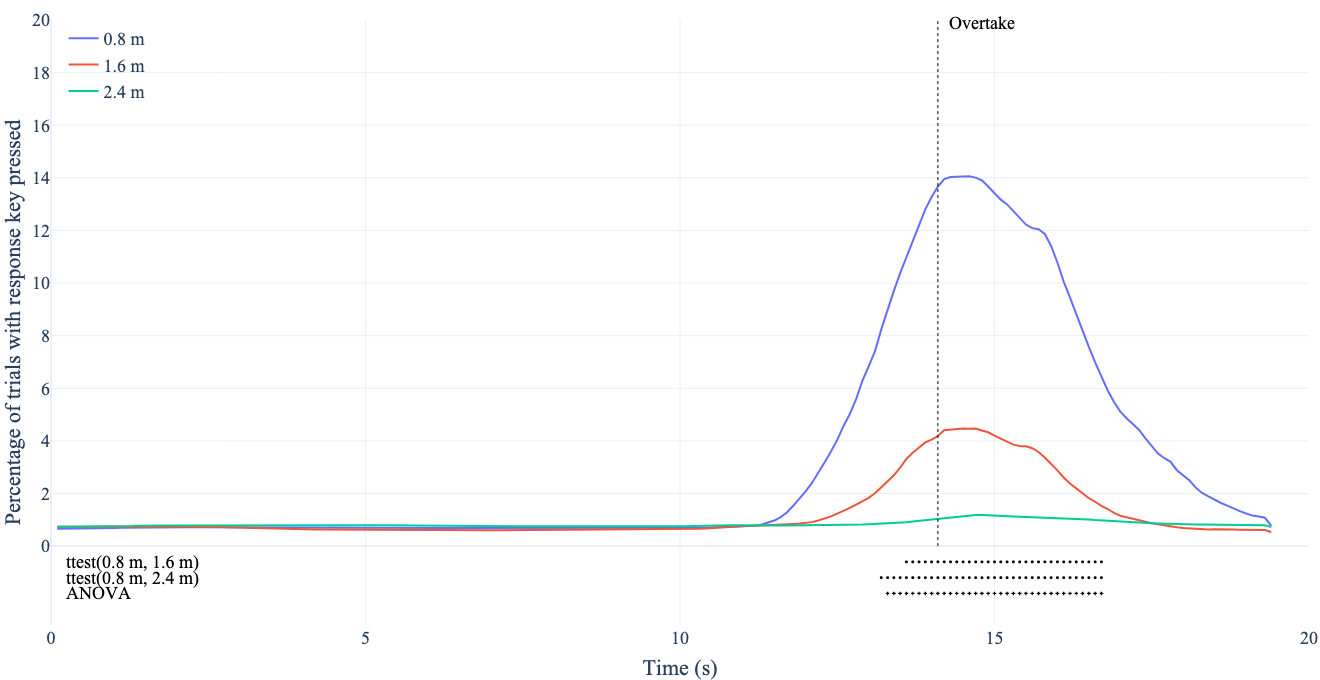 Overtake
0.8 m
1.6 m
2.4 m
Percentage of trials with response key pressed
20
18
16
14
12
10
8
6
4
2
0
ttest(0.8 m, 1.6 m)
ttest(0.8 m, 2.4 m)
ANOVA
0 5 10 15 20
Time (s)